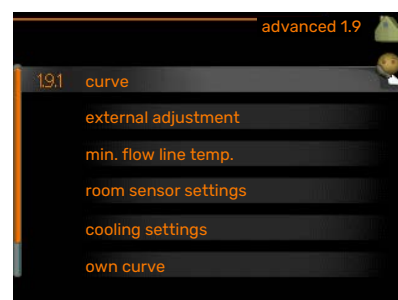 advanced 1.9
1.9.1 curve
external adjustment
min. flow line temp.
room sensor settings
cooling settings
own curve